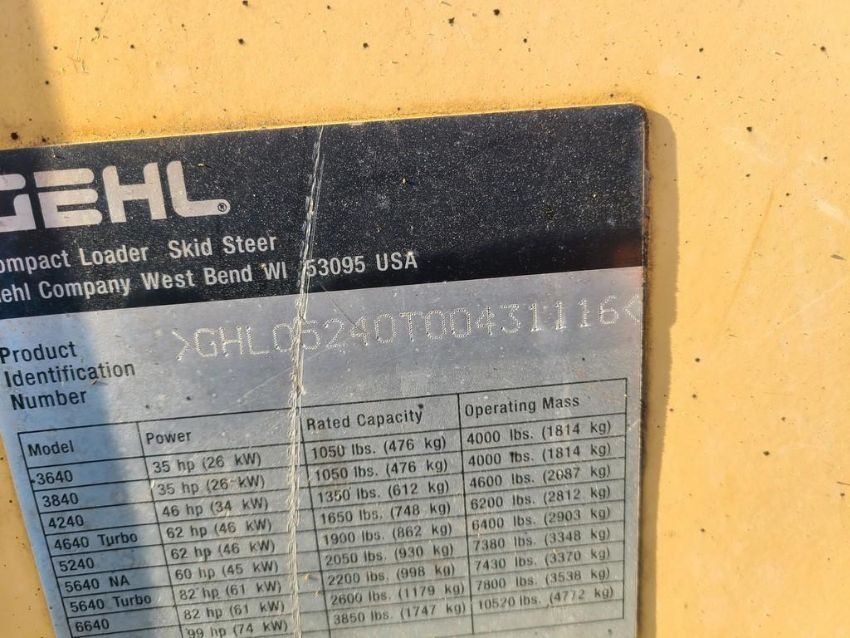 GEHL®
ompact Loader Skid Steer
ehl Company West Bend WI 53095 USA
Product
Identification
Number
>GHL05240T00431116<
Model Power Rated Capacity Operating Mass
3640 35 hp (26 kW) 1050 lbs. (476 kg) 4000 lbs. (1814 kg)
3840 35 hp (26 kW) 1050 lbs. (476 kg) 4000 lbs. (1814 kg)
4240 46 hp (34 kW) 1350 lbs. (612 kg) 4600 lbs. (2087 kg)
4640 Turbo 62 hp (46 kW) 1650 lbs. (748 kg) 6200 lbs. (2812 kg)
5240 62 hp (46 kW) 1900 lbs. (862 kg) 6400 lbs. (2903 kg)
5640 NA 60 hp (45 kW) 2050 lbs. (930 kg) 7380 lbs. (3348 kg)
5640 Turbo 82 hp (61 kW) 2200 lbs. (998 kg) 7430 lbs. (3370 kg)
6640 82 hp (61 kW) 2600 lbs. (1179 kg) 7800 lbs. (3538 kg)
99 hp (74 kW) 3850 lbs. (1747 kg) 10520 lbs. (4772 kg)